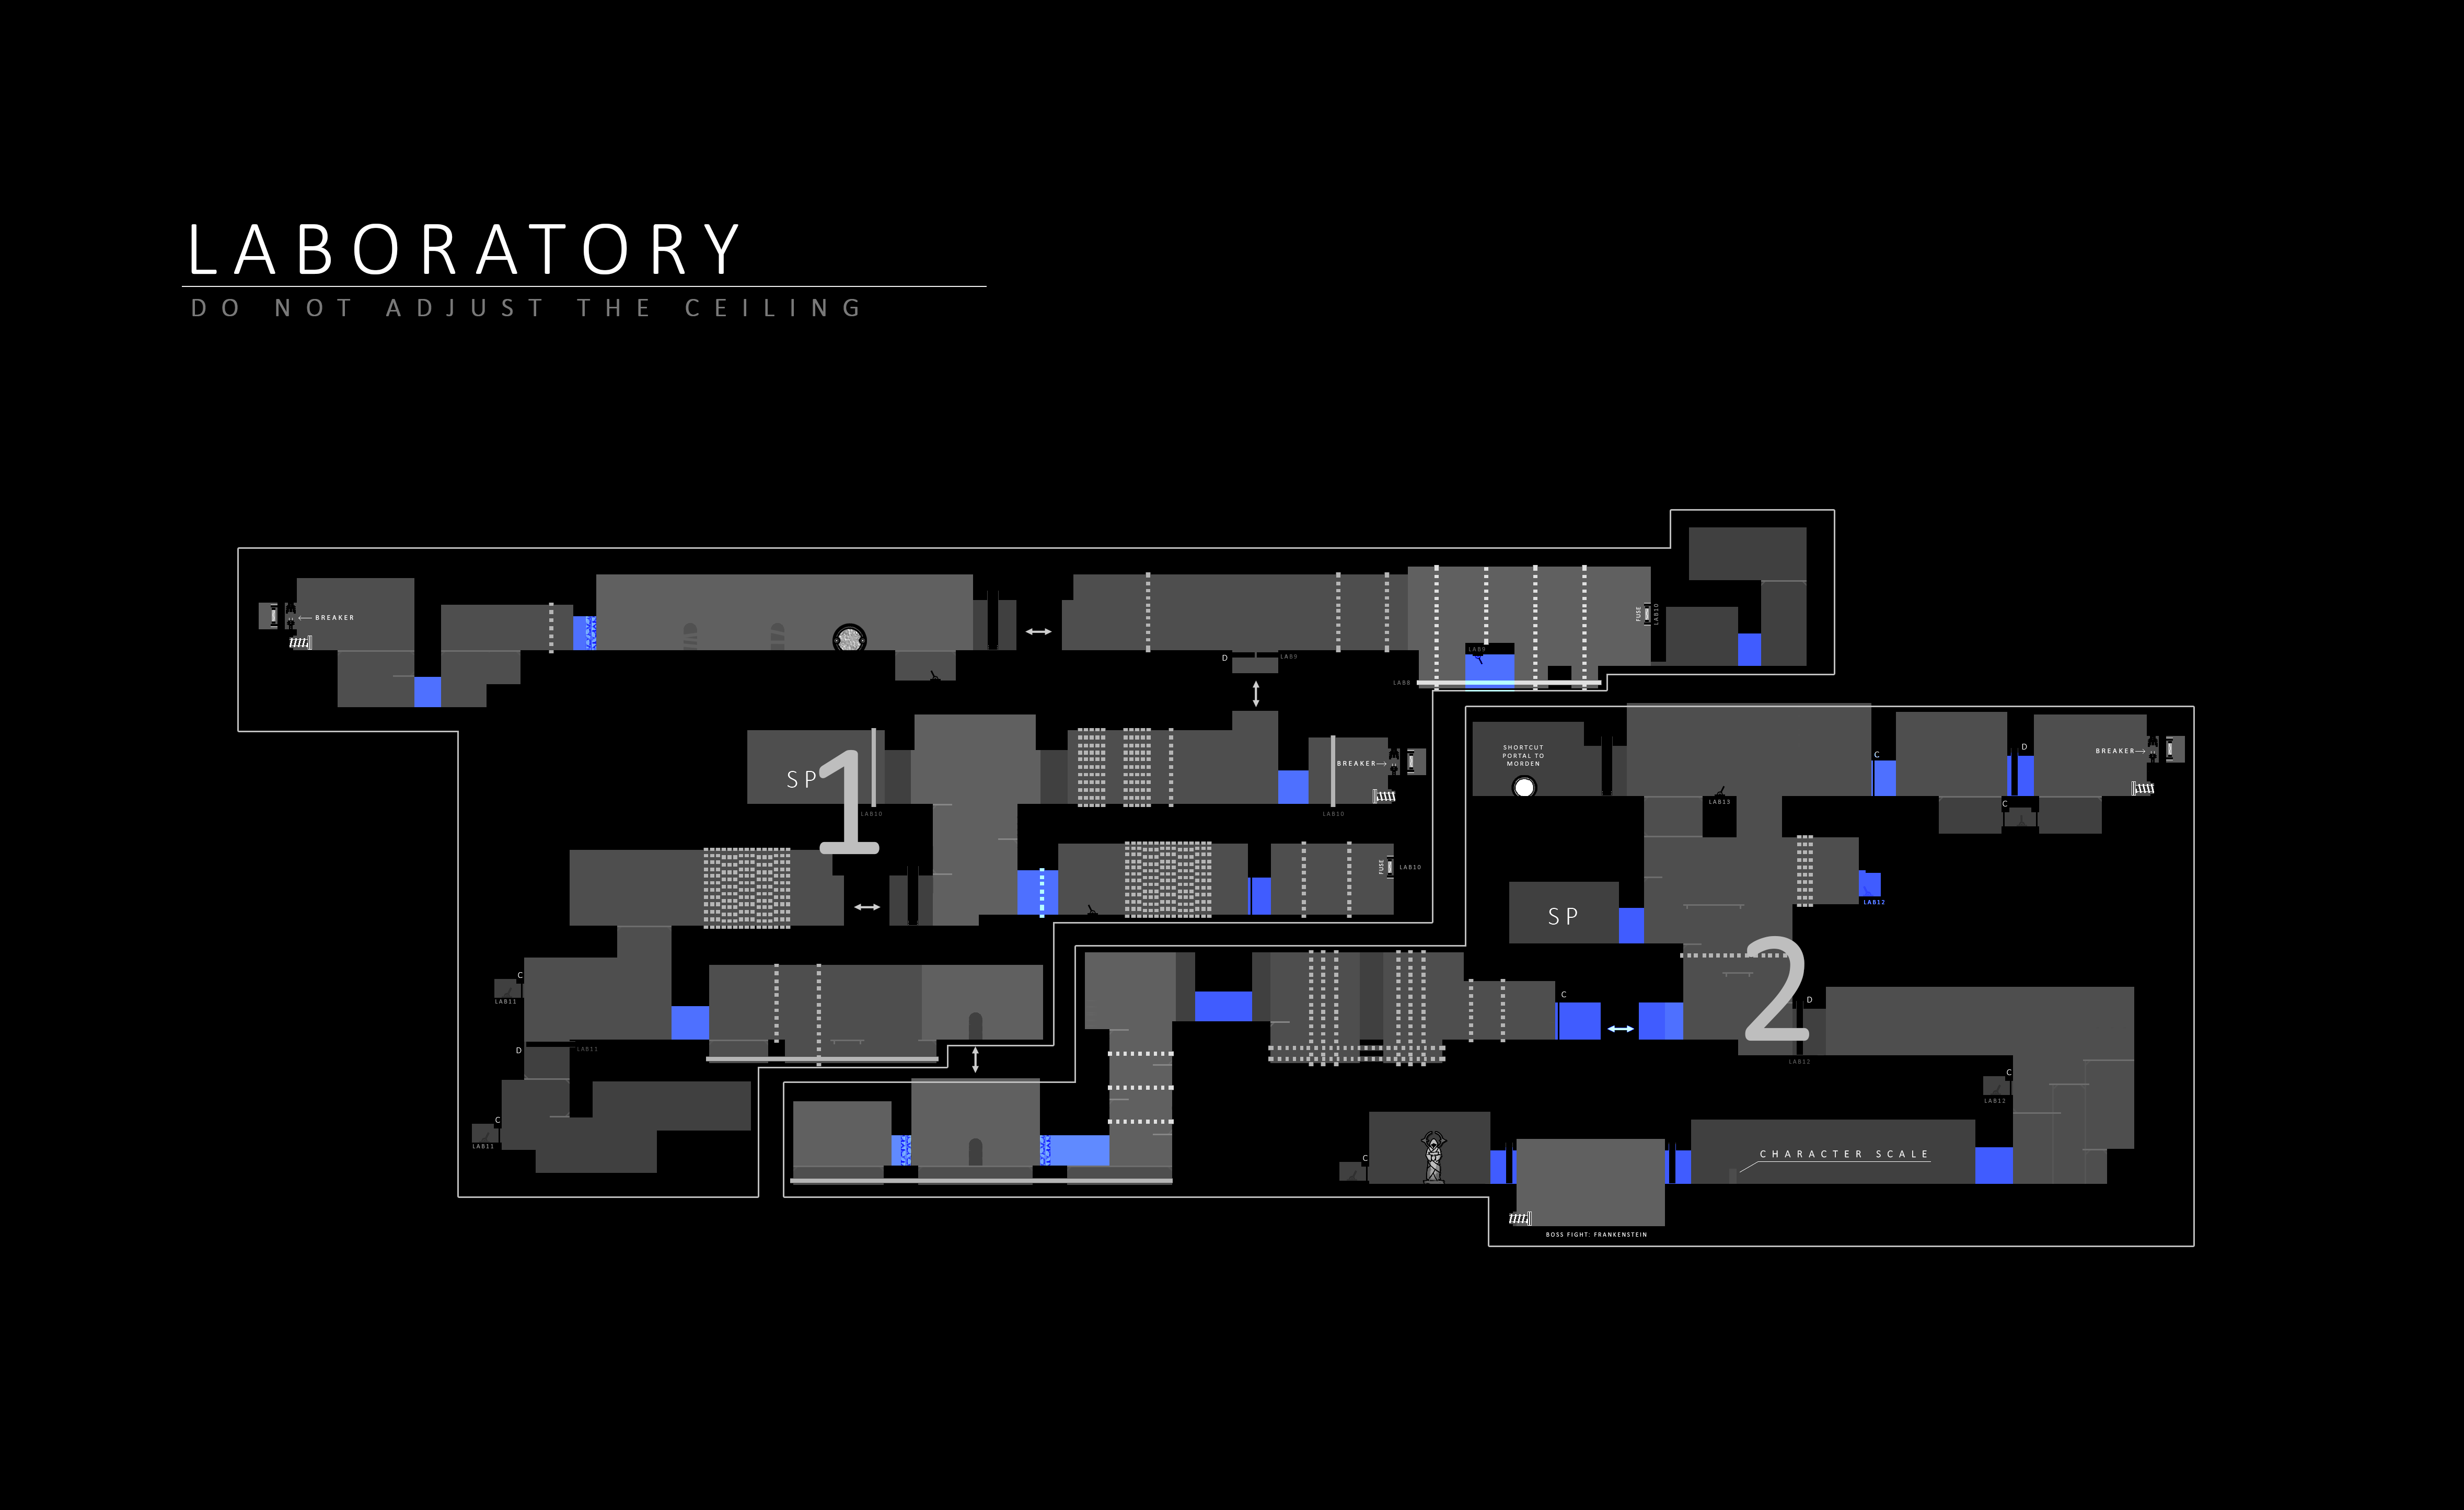 LABORATORY
DO NOT ADJUST THE CEILING
BREAKER
FUSE
LAB10
D
LAB9
LAB9
LAB8
SP
1
LAB10
LAB10
BREAKER
SHORTCUT
PORTAL TO
MORDEN
C
D
BREAKER
LAB13
C
FUSE
LAB10
LAB12
SP
2
C
LAB11
C
D
LAB11
D
LAB12
C
LAB12
C
LAB11
C
CHARACTER SCALE
BOSS FIGHT: FRANKENSTEIN